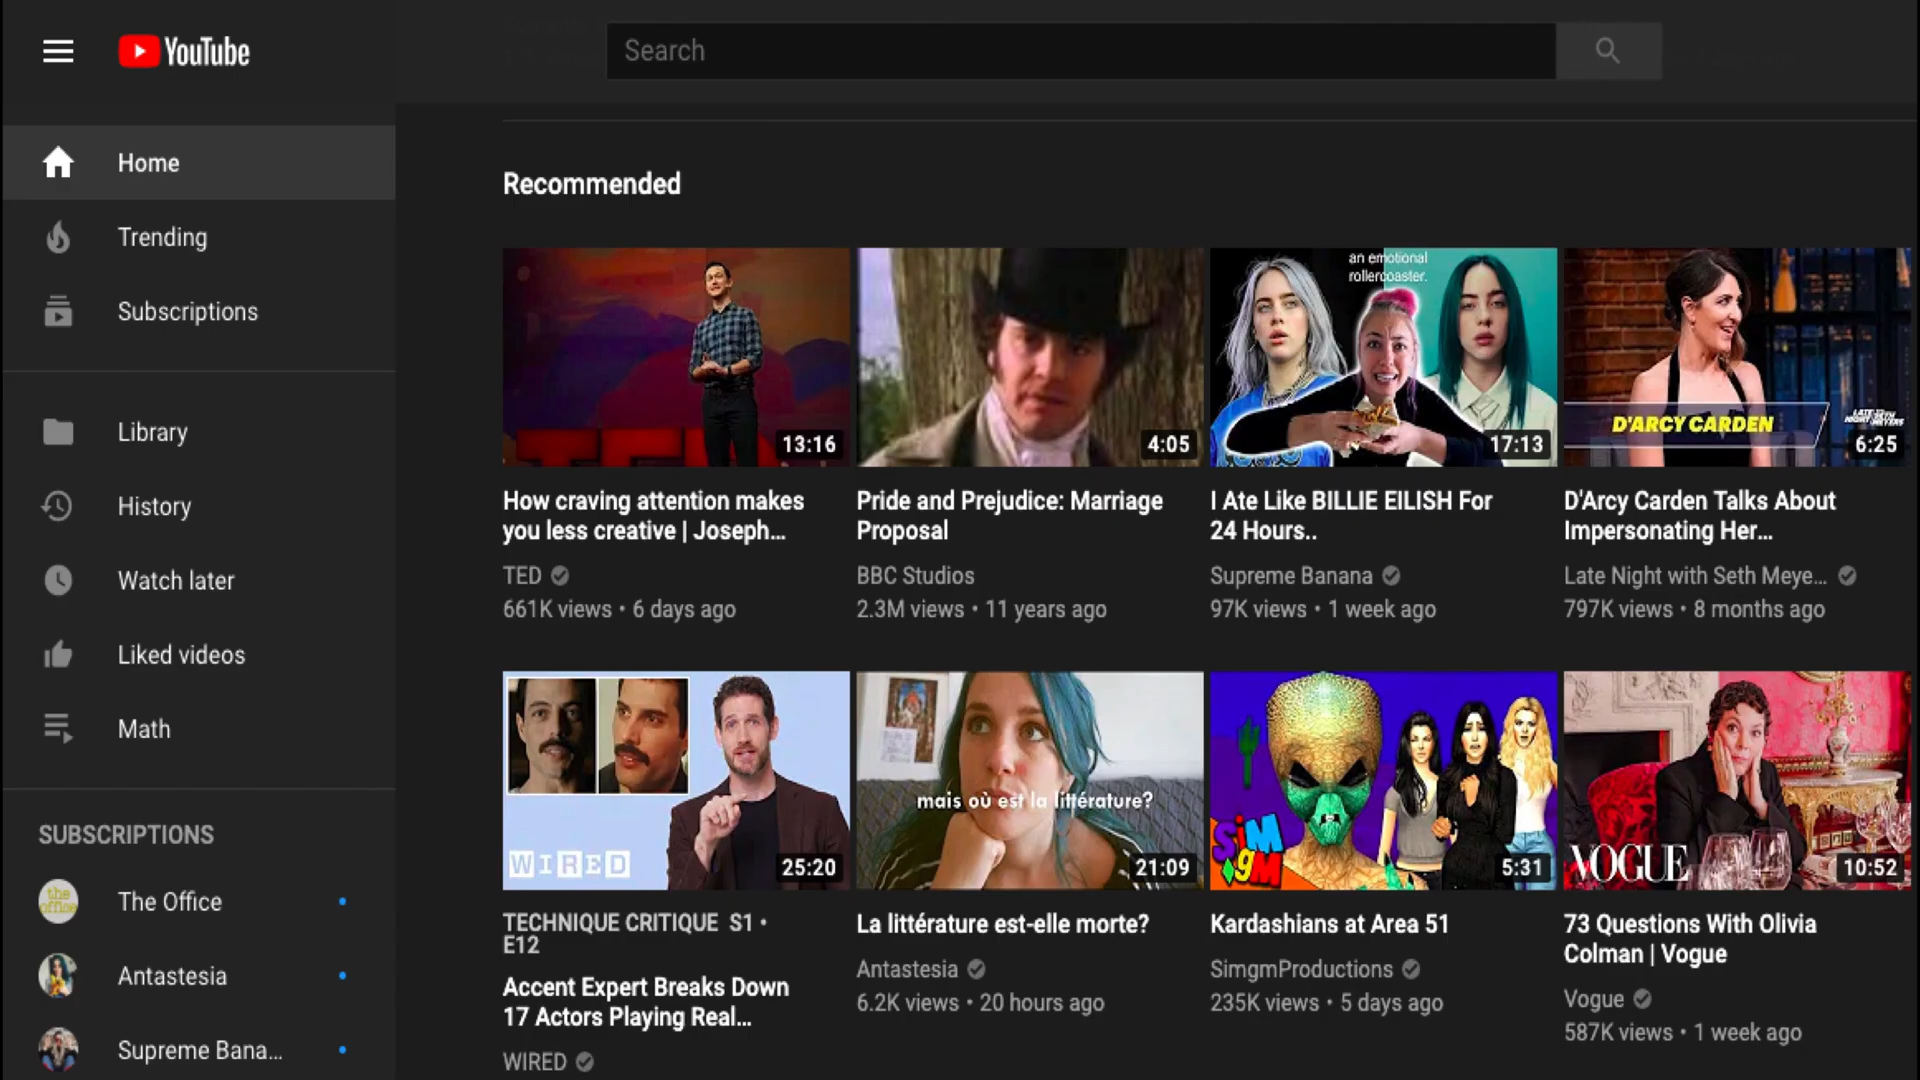 YouTube
Search
Home
Trending
Subscriptions
Library
History
Watch later
Liked videos
Math
SUBSCRIPTIONS
the office
The Office
Antastesia
Supreme Bana...
Recommended
TED
13:16
How craving attention makes
you less creative | Joseph...
TED
661K views • 6 days ago
4:05
Pride and Prejudice: Marriage
Proposal
BBC Studios
2.3M views • 11 years ago
an emotional
rollercoaster.
17:13
I Ate Like BILLIE EILISH For
24 Hours..
Supreme Banana
97K views • 1 week ago
D'ARCY CARDEN
LATE NIGHT SETH MEYERS
6:25
D'Arcy Carden Talks About
Impersonating Her...
Late Night with Seth Meye...
797K views • 8 months ago
WIRED
25:20
TECHNIQUE CRITIQUE S1 •
E12
Accent Expert Breaks Down
17 Actors Playing Real...
WIRED
mais où est la littérature?
21:09
La littérature est-elle morte?
Antastesia
6.2K views • 20 hours ago
SiMgM
5:31
Kardashians at Area 51
SimgmProductions
235K views • 5 days ago
VOGUE
10:52
73 Questions With Olivia
Colman | Vogue
Vogue
587K views • 1 week ago